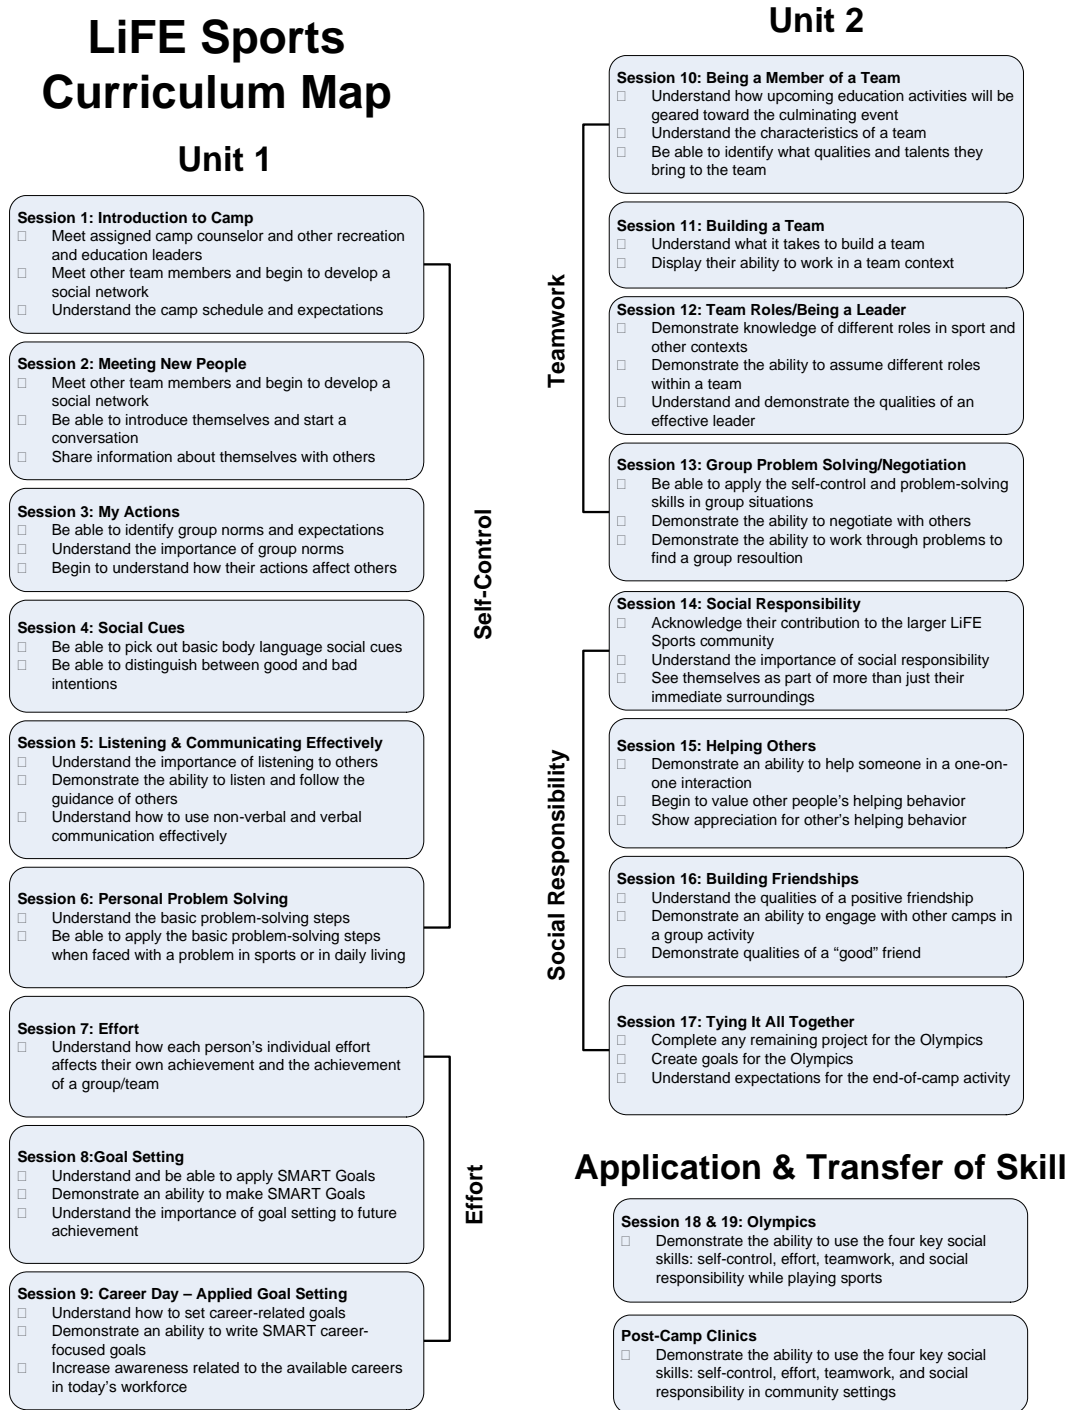 LiFE Sports
Curriculum Map
Unit 1
Session 1: Introduction to Camp
Meet assigned camp counselor and other recreation
and education leaders
Meet other team members and begin to develop a
social network
Understand the camp schedule and expectations
Session 2: Meeting New People
Meet other team members and begin to develop a
social network
Be able to introduce themselves and start a
conversation
Share information about themselves with others
Session 3: My Actions
Be able to identify group norms and expectations
Understand the importance of group norms
Begin to understand how their actions affect others
Session 4: Social Cues
Be able to pick out basic body language social cues
Be able to distinguish between good and bad
intentions
Session 5: Listening & Communicating Effectively
Understand the importance of listening to others
Demonstrate the ability to listen and follow the
guidance of others
Understand how to use non-verbal and verbal
communication effectively
Session 6: Personal Problem Solving
Understand the basic problem-solving steps
Be able to apply the basic problem-solving steps
when faced with a problem in sports or in daily living
Self-Control
Session 7: Effort
Understand how each person's individual effort
affects their own achievement and the achievement
of a group/team
Session 8:Goal Setting
Understand and be able to apply SMART Goals
Demonstrate an ability to make SMART Goals
Understand the importance of goal setting to future
achievement
Session 9: Career Day – Applied Goal Setting
Understand how to set career-related goals
Demonstrate an ability to write SMART career-
focused goals
Increase awareness related to the available careers
in today's workforce
Effort
Unit 2
Session 10: Being a Member of a Team
Understand how upcoming education activities will be
geared toward the culminating event
Understand the characteristics of a team
Be able to identify what qualities and talents they
bring to the team
Session 11: Building a Team
Understand what it takes to build a team
Display their ability to work in a team context
Session 12: Team Roles/Being a Leader
Demonstrate knowledge of different roles in sport and
other contexts
Demonstrate the ability to assume different roles
within a team
Understand and demonstrate the qualities of an
effective leader
Session 13: Group Problem Solving/Negotiation
Be able to apply the self-control and problem-solving
skills in group situations
Demonstrate the ability to negotiate with others
Demonstrate the ability to work through problems to
find a group resoultion
Teamwork
Session 14: Social Responsibility
Acknowledge their contribution to the larger LiFE
Sports community
Understand the importance of social responsibility
See themselves as part of more than just their
immediate surroundings
Session 15: Helping Others
Demonstrate an ability to help someone in a one-on-
one interaction
Begin to value other people's helping behavior
Show appreciation for other's helping behavior
Session 16: Building Friendships
Understand the qualities of a positive friendship
Demonstrate an ability to engage with other camps in
a group activity
Demonstrate qualities of a “good” friend
Session 17: Tying It All Together
Complete any remaining project for the Olympics
Create goals for the Olympics
Understand expectations for the end-of-camp activity
Social Responsibility
Application & Transfer of Skill
Session 18 & 19: Olympics
Demonstrate the ability to use the four key social
skills: self-control, effort, teamwork, and social
responsibility while playing sports
Post-Camp Clinics
Demonstrate the ability to use the four key social
skills: self-control, effort, teamwork, and social
responsibility in community settings